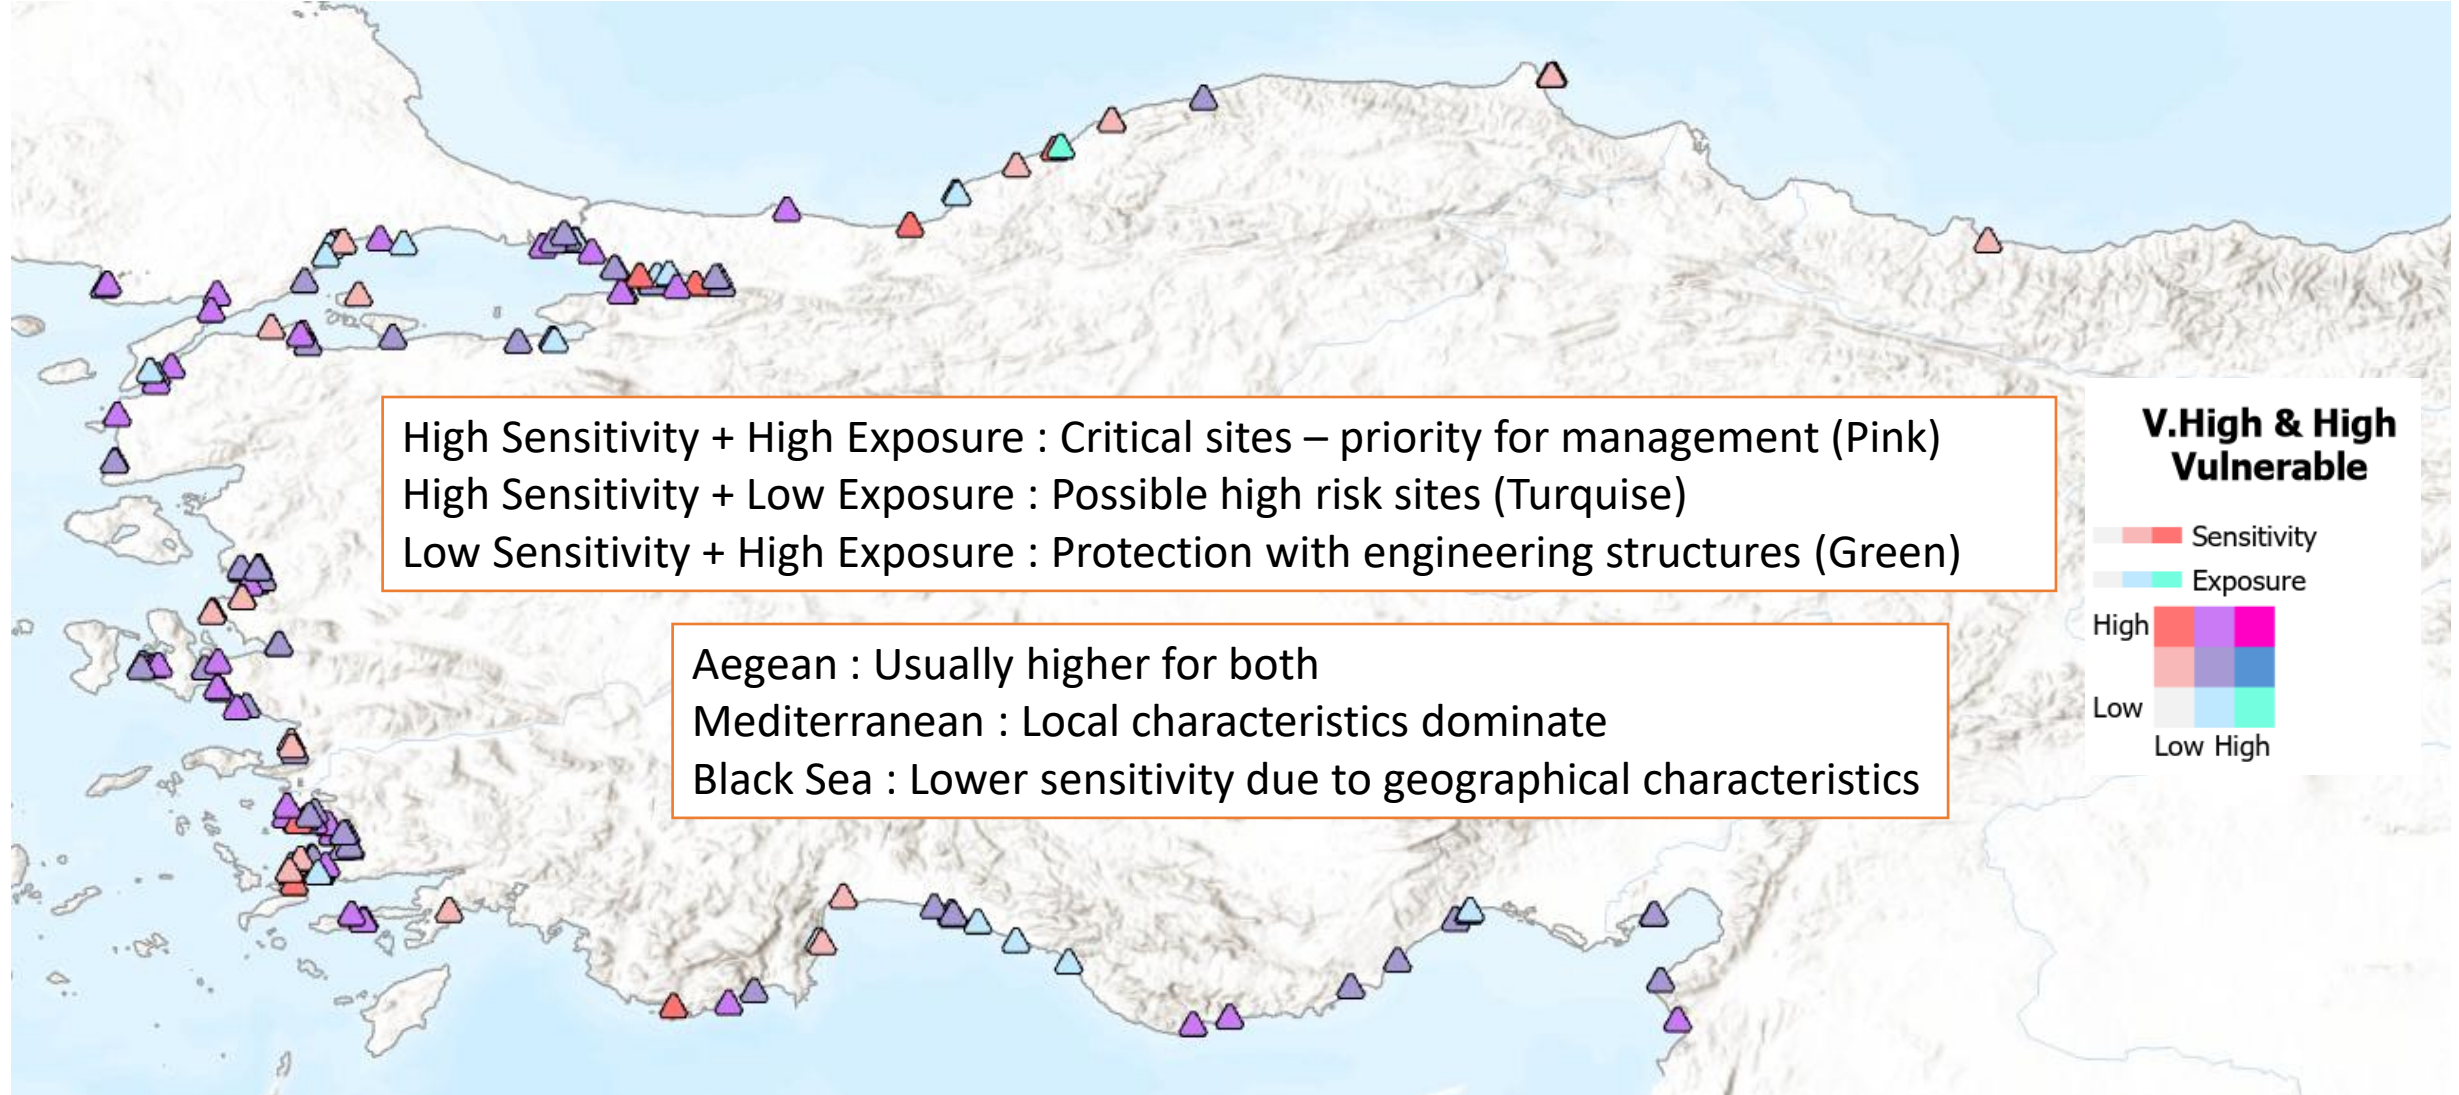 High Sensitivity + High Exposure : Critical sites – priority for management (Pink)
High Sensitivity + Low Exposure : Possible high risk sites (Turquise)
Low Sensitivity + High Exposure : Protection with engineering structures (Green)
Aegean : Usually higher for both
Mediterranean : Local characteristics dominate
Black Sea : Lower sensitivity due to geographical characteristics
V.High & High
Vulnerable
Sensitivity
Exposure
High
Low
Low High